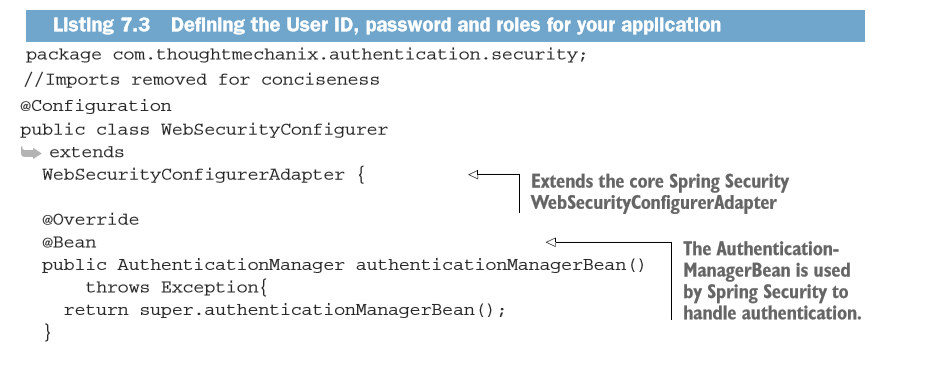 Listing 7.3 Defining the User ID, password and roles for your application
package com.thoughtmechanix.authentication.security;
//Imports removed for conciseness
@Configuration
public class WebSecurityConfigurer
➥ extends
WebSecurityConfigurerAdapter {
Extends the core Spring Security
WebSecurityConfigurerAdapter
@Override
@Bean
public AuthenticationManager authenticationManagerBean()
throws Exception{
return super.authenticationManagerBean();
}
The Authentication-
ManagerBean is used
by Spring Security to
handle authentication.